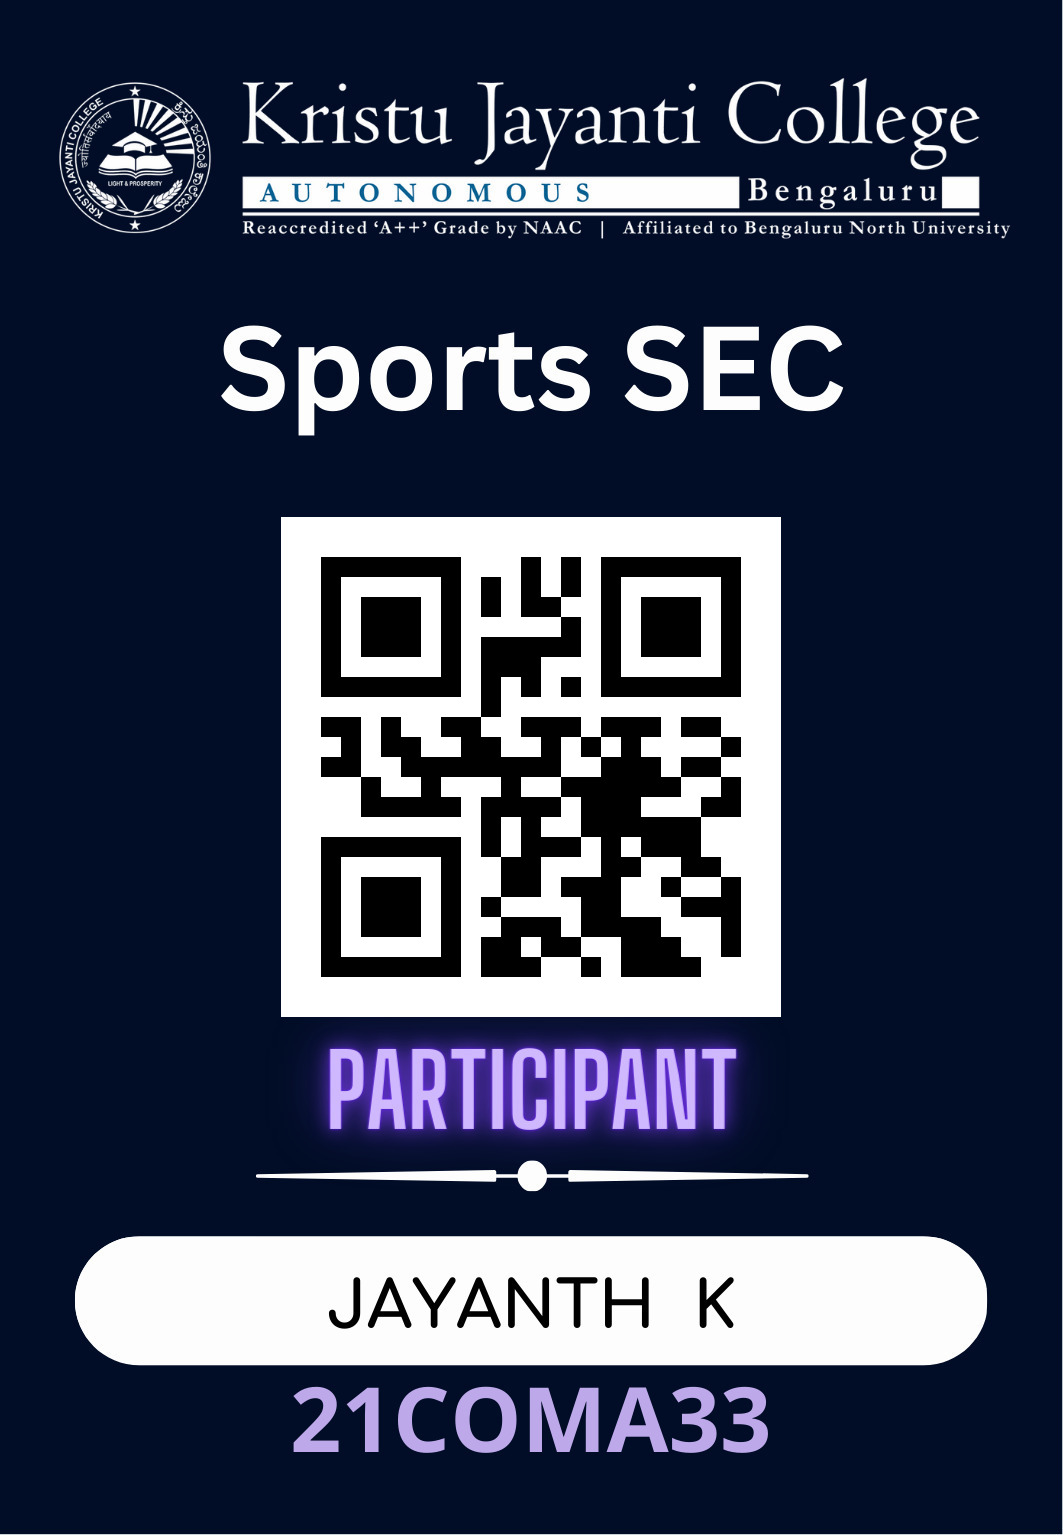 Kristu Jayanti College
AUTONOMOUS Bengaluru
Reaccredited ‘A++’ Grade by NAAC | Affiliated to Bengaluru North University
KRISTU JAYANTI COLLEGE
ಕ್ರಿಸ್ತು ಜಯಂತಿ ಕಾಲೇಜು
LIGHT & PROSPERITY
Sports SEC
PARTICIPANT
JAYANTH K
21COMA33